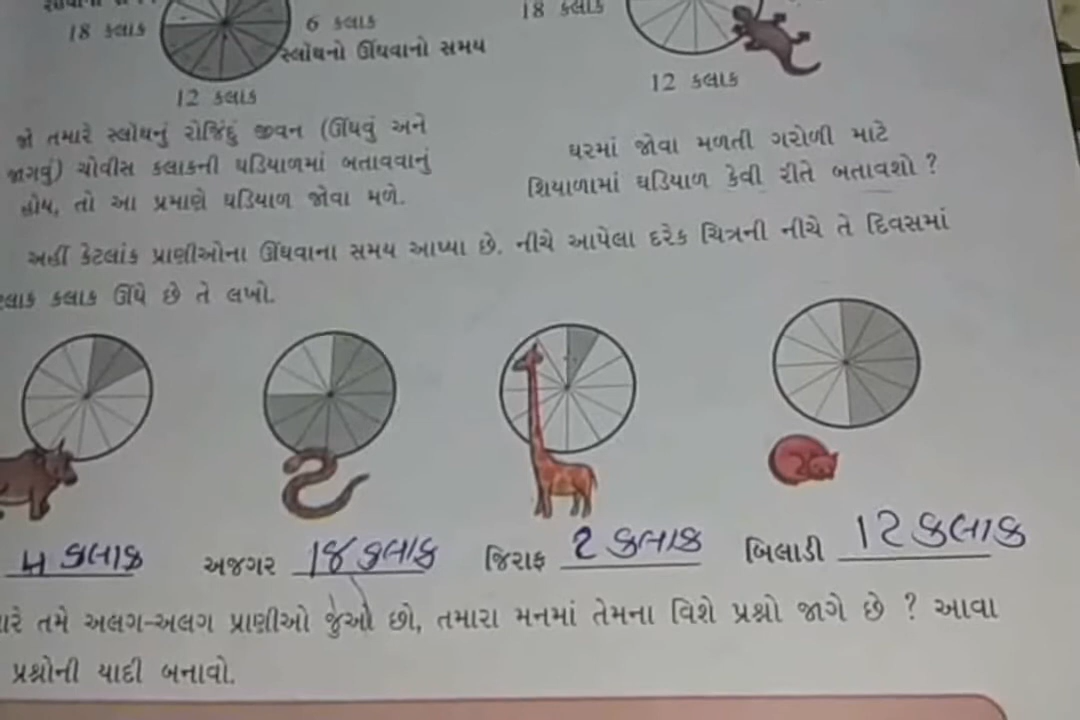 18 કલાક
6 કલાક
સ્લોથનો ઊંઘવાનો સમય
12 કલાક
18 કલાક
12 કલાક
જો તમારે સ્લોથનું રોજિંદું જીવન (ઊંઘવું અને
જાગવું) ચોવીસ કલાકની ઘડિયાળમાં બતાવવાનું
હોય, તો આ પ્રમાણે ઘડિયાળ જોવા મળે.
ઘરમાં જોવા મળતી ગરોળી માટે
શિયાળામાં ઘડિયાળ કેવી રીતે બતાવશો ?
અહીં કેટલાંક પ્રાણીઓના ઊંઘવાના સમય આપ્યા છે. નીચે આપેલા દરેક ચિત્રની નીચે તે દિવસમાં
કલાક ઊંઘે છે તે લખો.
કલાક અજગર 18 કલાક જિરાફ 2 કલાક બિલાડી 12 કલાક
તમે અલગ-અલગ પ્રાણીઓ જુઓ છો, તમારા મનમાં તેમના વિશે પ્રશ્નો જાગે છે ? આવા
પ્રશ્નોની યાદી બનાવો.